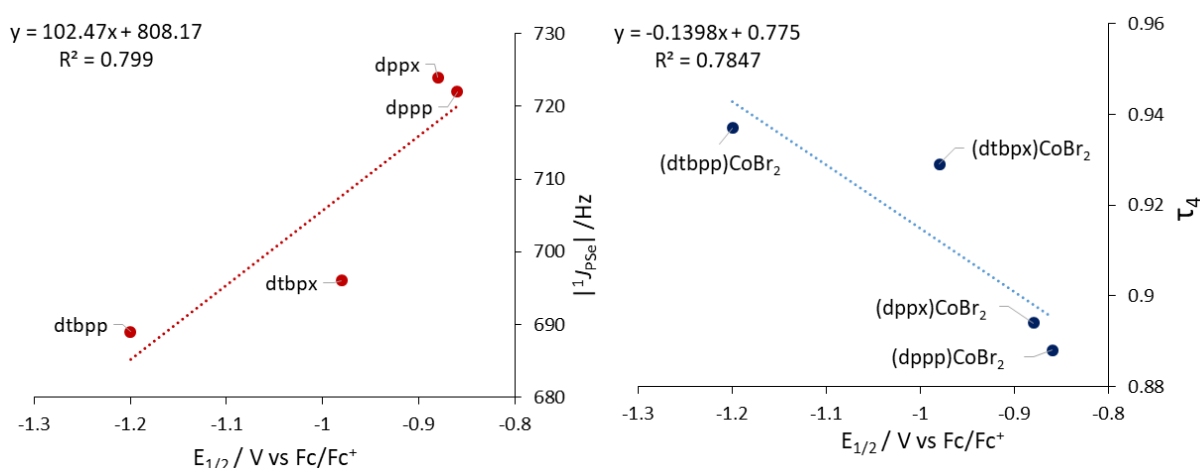 y = 102.47x + 808.17
R² = 0.799
730
720
710
700
690
680
|¹J_PSe| /Hz
dppx
dppp
dtbpx
dtbpp
-1.3
-1.2
-1.1
-1
-0.9
-0.8
E₁/₂ / V vs Fc/Fc⁺
y = -0.1398x + 0.775
R² = 0.7847
0.96
0.94
0.92
0.9
0.88
τ₄
(dtbpp)CoBr₂
(dtbpx)CoBr₂
(dppx)CoBr₂
(dppp)CoBr₂
-1.3
-1.2
-1.1
-1
-0.9
-0.8
E₁/₂ / V vs Fc/Fc⁺